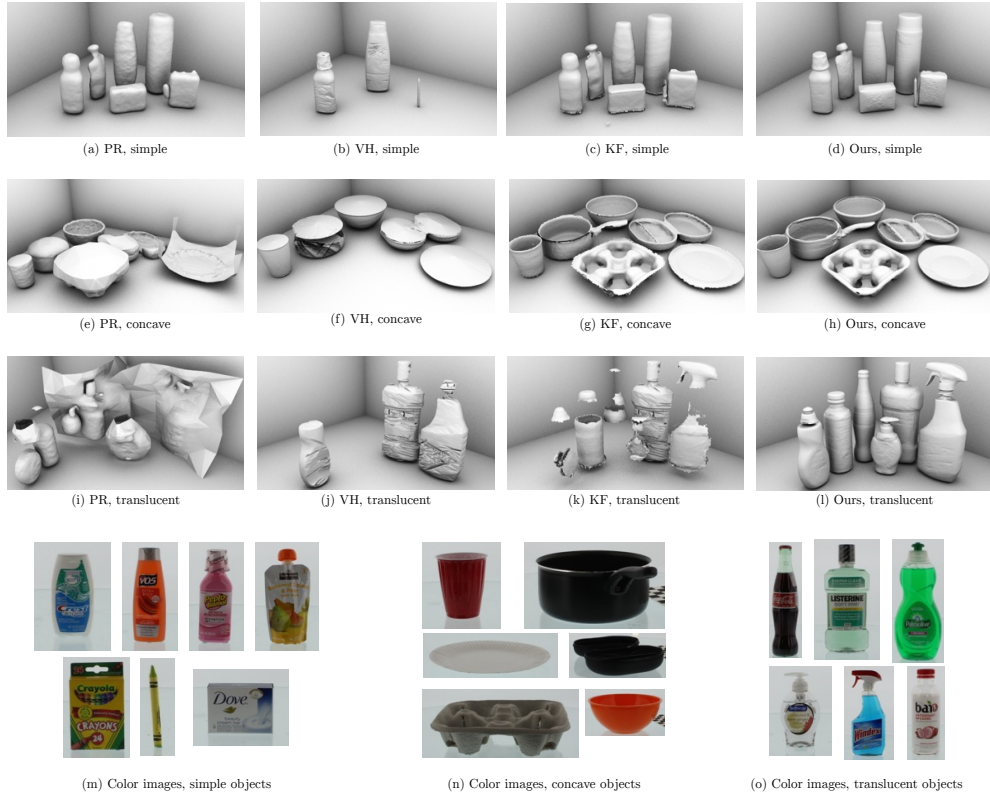 (a) PR, simple
(b) VH, simple
(c) KF, simple
(d) Ours, simple
(e) PR, concave
(f) VH, concave
(g) KF, concave
(h) Ours, concave
(i) PR, translucent
(j) VH, translucent
(k) KF, translucent
(l) Ours, translucent
Crest
VO5
Crayola
CRAYONS
24
Dove
LISTERINE
Palmolive
Windex
bai
(m) Color images, simple objects
(n) Color images, concave objects
(o) Color images, translucent objects